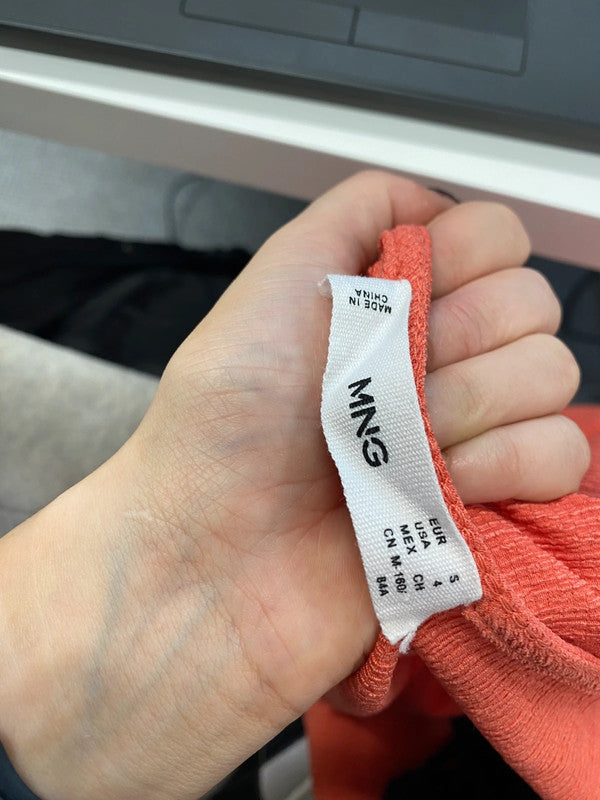 MADE IN
CHINA
MNG
EUR S
USA 4
MEX CH
CN M-160/
84A